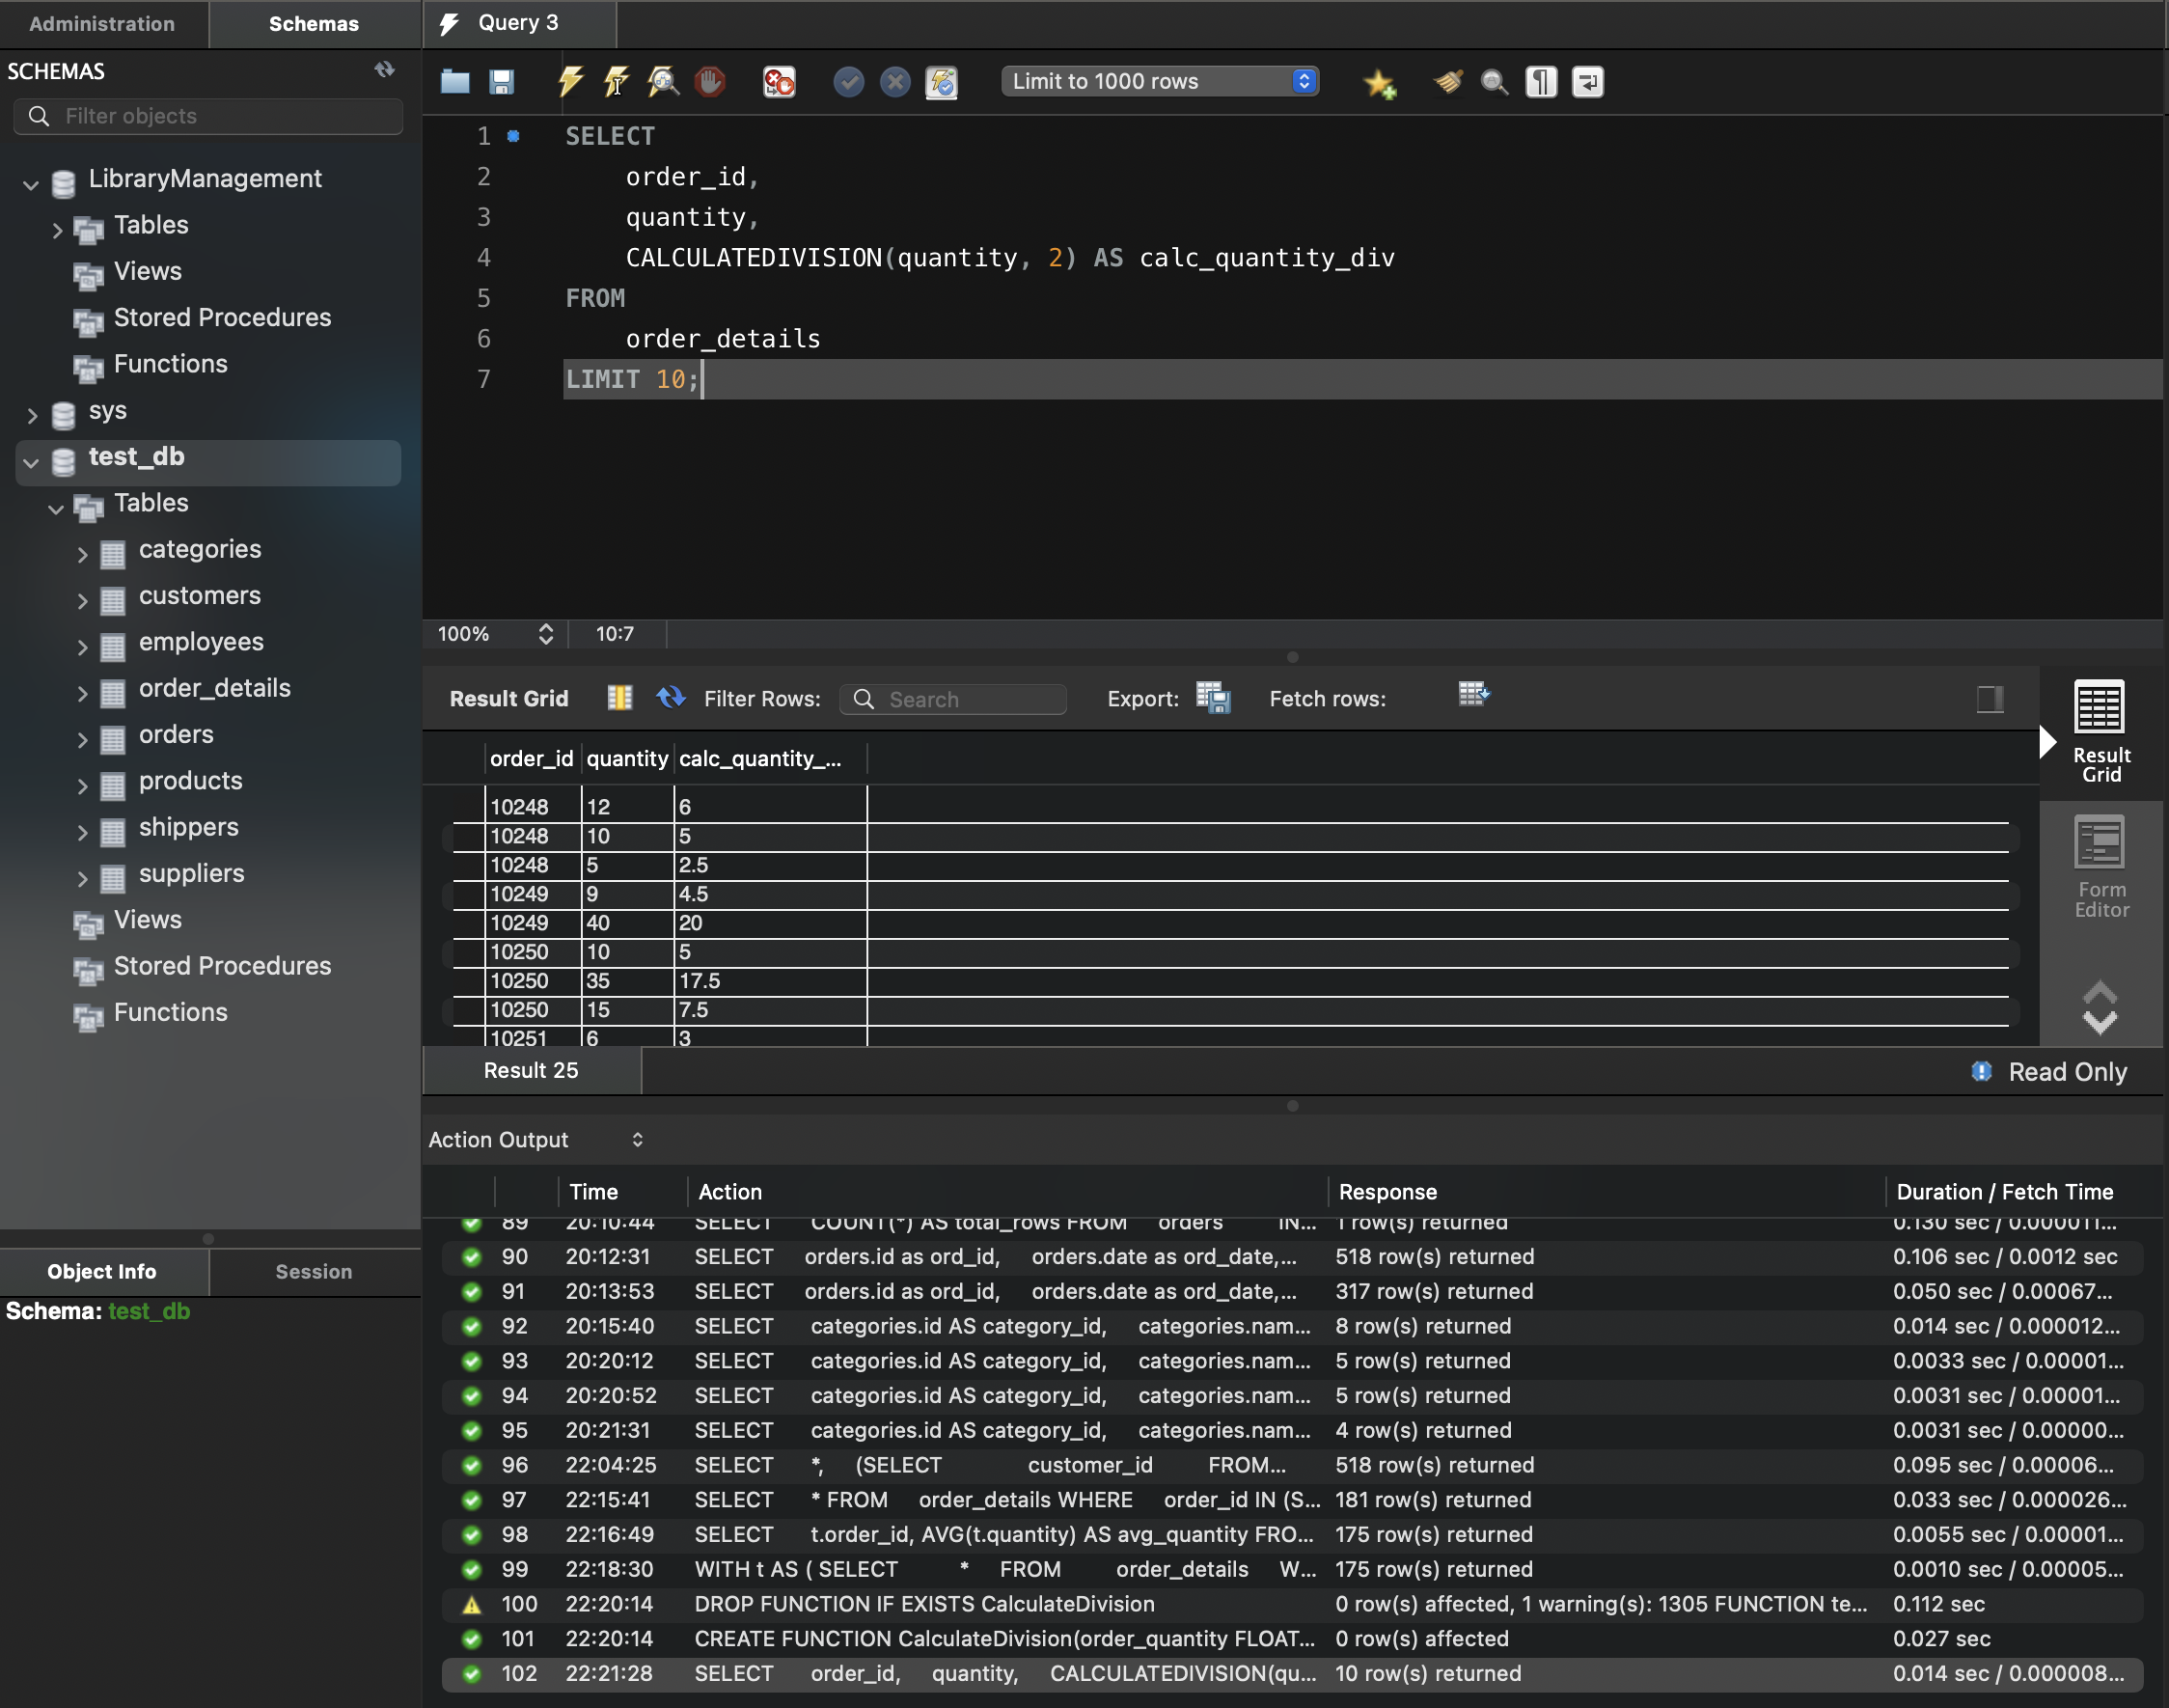 Administration
Schemas
SCHEMAS
Filter objects
LibraryManagement
Tables
Views
Stored Procedures
Functions
sys
test_db
Tables
categories
customers
employees
order_details
orders
products
shippers
suppliers
Views
Stored Procedures
Functions
Object Info
Session
Schema: test_db
Query 3
Limit to 1000 rows
1 SELECT
2 order_id,
3 quantity,
4 CALCULATEDIVISION(quantity, 2) AS calc_quantity_div
5 FROM
6 order_details
7 LIMIT 10;
100% 10:7
Result Grid Filter Rows: Search Export: Fetch rows:
order_id quantity calc_quantity_...
10248 12 6
10248 10 5
10248 5 2.5
10249 9 4.5
10249 40 20
10250 10 5
10250 35 17.5
10250 15 7.5
10251 6 3
Result
Grid
Form
Editor
Result 25
Read Only
Action Output
Time Action Response Duration / Fetch Time
89 20:10:44 SELECT COUNT(*) AS total_rows FROM orders IN... 1 row(s) returned 0.130 sec / 0.000011...
90 20:12:31 SELECT orders.id as ord_id, orders.date as ord_date,... 518 row(s) returned 0.106 sec / 0.0012 sec
91 20:13:53 SELECT orders.id as ord_id, orders.date as ord_date,... 317 row(s) returned 0.050 sec / 0.00067...
92 20:15:40 SELECT categories.id AS category_id, categories.nam... 8 row(s) returned 0.014 sec / 0.000012...
93 20:20:12 SELECT categories.id AS category_id, categories.nam... 5 row(s) returned 0.0033 sec / 0.00001...
94 20:20:52 SELECT categories.id AS category_id, categories.nam... 5 row(s) returned 0.0031 sec / 0.00001...
95 20:21:31 SELECT categories.id AS category_id, categories.nam... 4 row(s) returned 0.0031 sec / 0.00000...
96 22:04:25 SELECT *, (SELECT customer_id FROM... 518 row(s) returned 0.095 sec / 0.00006...
97 22:15:41 SELECT * FROM order_details WHERE order_id IN (S... 181 row(s) returned 0.033 sec / 0.000026...
98 22:16:49 SELECT t.order_id, AVG(t.quantity) AS avg_quantity FRO... 175 row(s) returned 0.0055 sec / 0.00001...
99 22:18:30 WITH t AS ( SELECT * FROM order_details W... 175 row(s) returned 0.0010 sec / 0.00005...
100 22:20:14 DROP FUNCTION IF EXISTS CalculateDivision 0 row(s) affected, 1 warning(s): 1305 FUNCTION te... 0.112 sec
101 22:20:14 CREATE FUNCTION CalculateDivision(order_quantity FLOAT... 0 row(s) affected 0.027 sec
102 22:21:28 SELECT order_id, quantity, CALCULATEDIVISION(qu... 10 row(s) returned 0.014 sec / 0.000008...